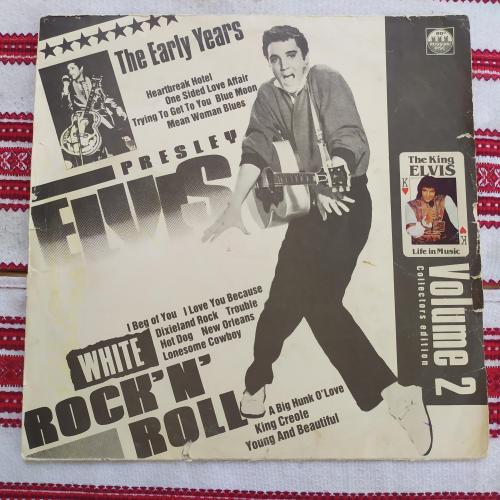 The Early Years
Heartbreak Hotel
One Sided Love Affair
Trying To Get To You Blue Moon
Mean Woman Blues
PRESLEY
ELVIS
The King
ELVIS
K
Life in Music
Volume 2
Collectors edition
I Beg of You I Love You Because
Dixieland Rock Trouble
Hot Dog New Orleans
Lonesome Cowboy
WHITE
ROCK'N'
ROLL
A Big Hunk O'Love
King Creole
Young And Beautiful